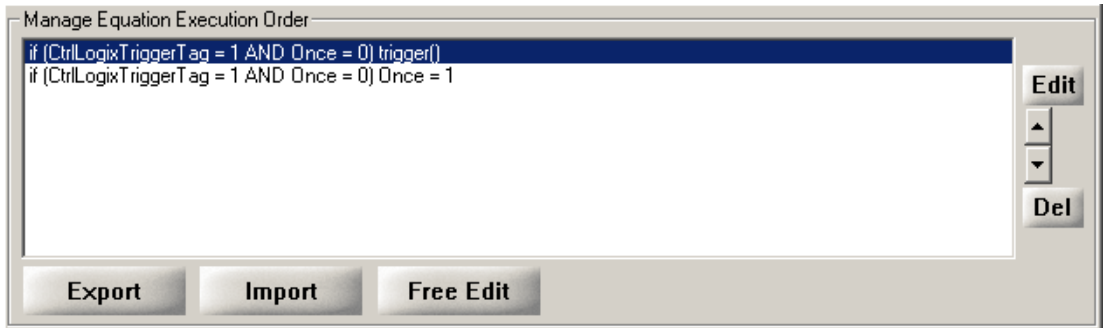 Manage Equation Execution Order
if (CtrlLogixTriggerTag = 1 AND Once = 0) trigger()
if (CtrlLogixTriggerTag = 1 AND Once = 0) Once = 1
Edit
Del
Export Import Free Edit